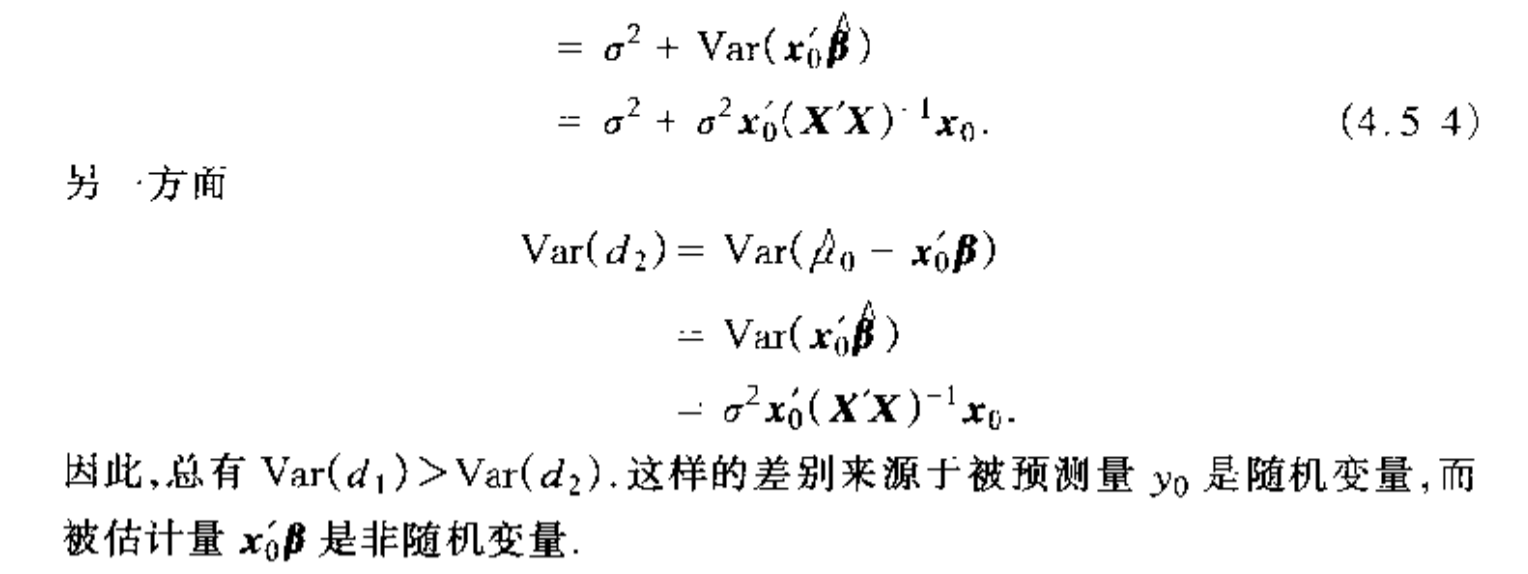 = σ² + Var(x₀′β̂)
= σ² + σ²x₀′(X′X)⁻¹x₀. (4.5 4)
另一方面
Var(d₂) = Var(μ̂₀ − x₀′β)
= Var(x₀′β̂)
= σ²x₀′(X′X)⁻¹x₀.
因此,总有 Var(d₁)>Var(d₂).这样的差别来源于被预测量 y₀ 是随机变量,而
被估计量 x₀′β 是非随机变量.